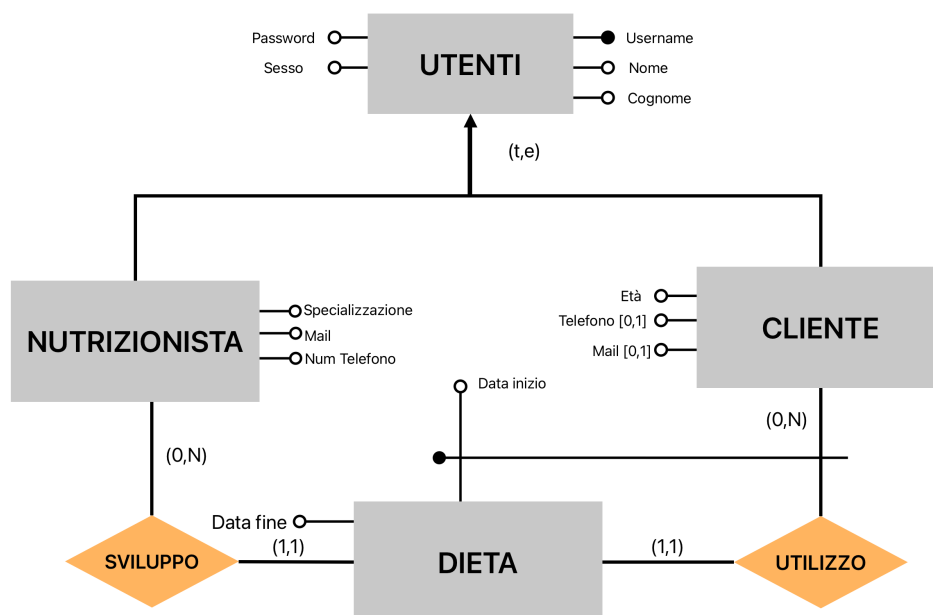 Password
Sesso
UTENTI
Username
Nome
Cognome
(t,e)
NUTRIZIONISTA
Specializzazione
Mail
Num Telefono
Età
Telefono [0,1]
Mail [0,1]
CLIENTE
Data inizio
(0,N)
(0,N)
Data fine
(1,1)
(1,1)
SVILUPPO
DIETA
UTILIZZO